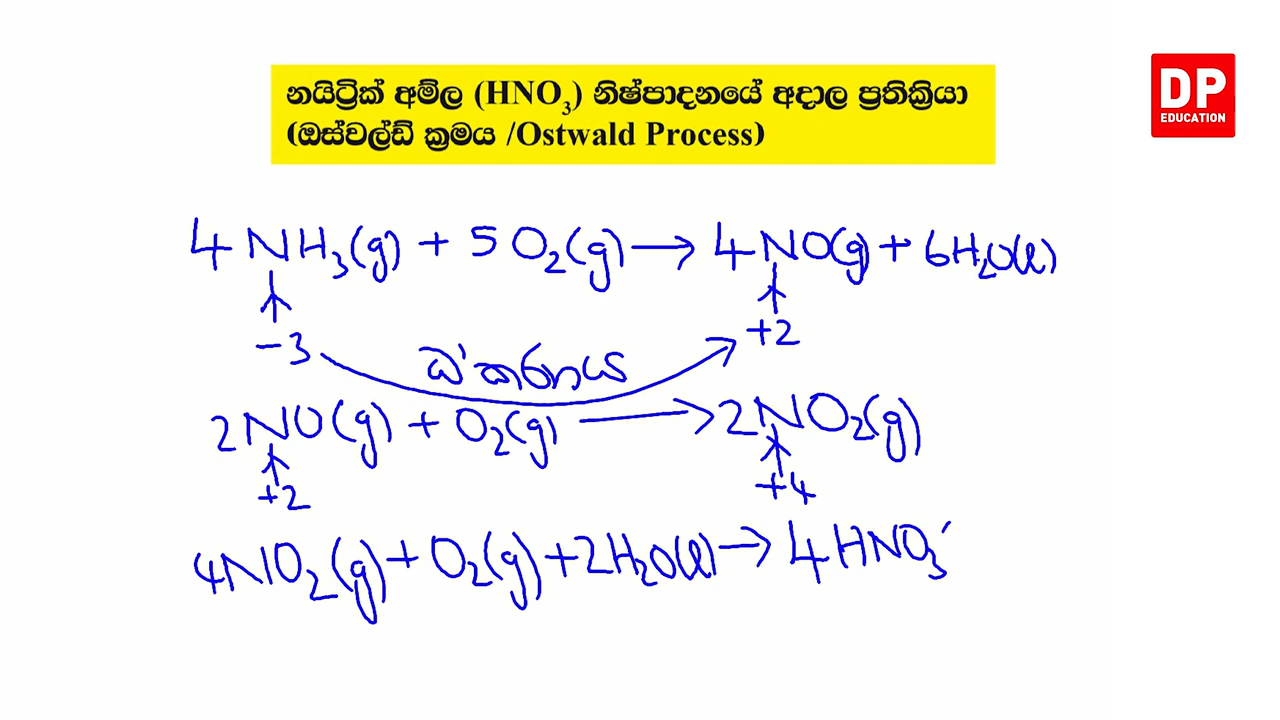 නයිට්‍රික් අම්ල (HNO₃) නිෂ්පාදනයේ අදාල ප්‍රතික්‍රියා
(ඔස්වල්ඩ් ක්‍රමය /Ostwald Process)
DP
EDUCATION
4NH₃(g) + 5O₂(g) → 4NO(g) + 6H₂O(l)
-3 +2
ඔ'කරණය
2NO(g) + O₂(g) → 2NO₂(g)
+2 +4
4NO₂(g) + O₂(g) + 2H₂O(l) → 4HNO₃